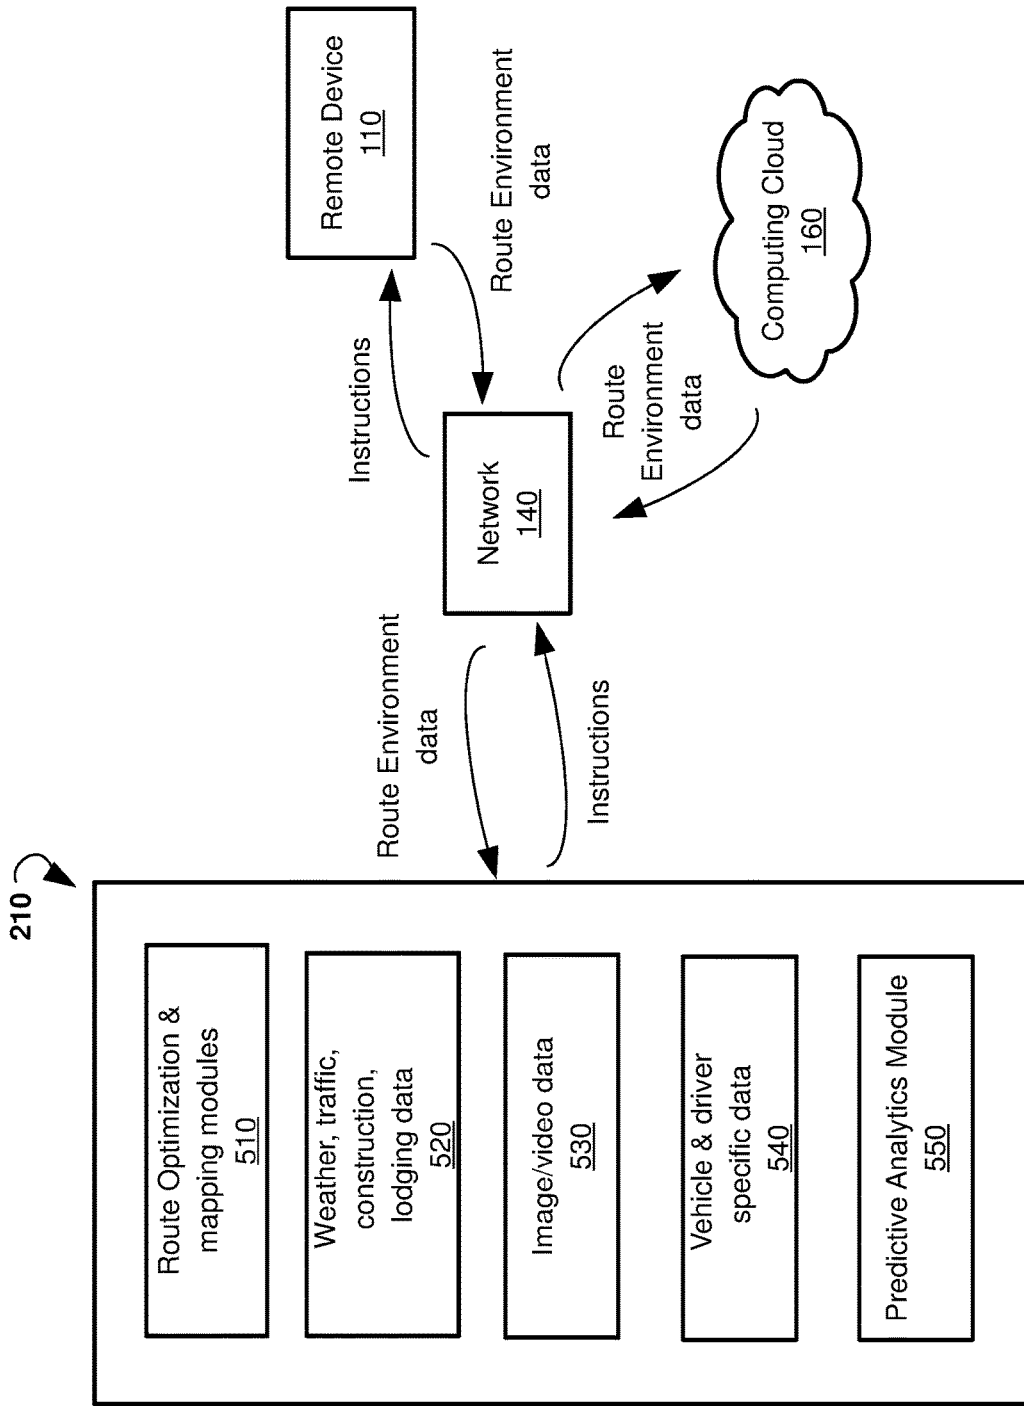 210
Route Optimization &
mapping modules
510
Weather, traffic,
construction,
lodging data
520
Image/video data
530
Vehicle & driver
specific data
540
Predictive Analytics Module
550
Route Environment
data
Instructions
Network
140
Instructions
Route Environment
data
Remote Device
110
Route
Environment
data
Computing Cloud
160